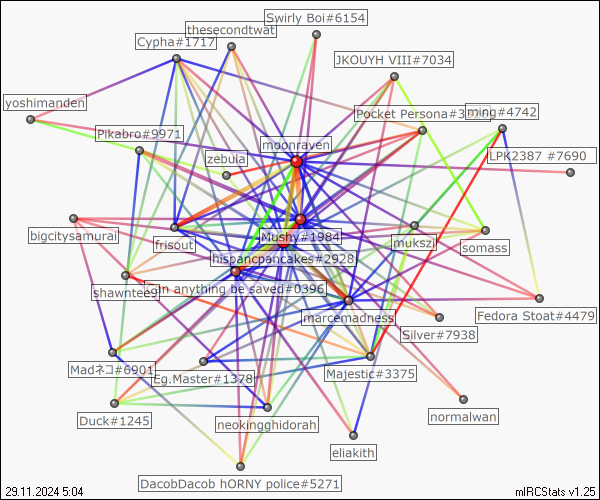 Swirly Boi#6154
thesecondtwat
Cypha#1717
JKOUYH VIII#7034
yoshimanden
Pocket Persona#3
ming#4742
Pikabro#9971
moonraven
zebula
LPK2387 #7690
bigcitysamurai
frisout
Mushy#1984
mukszi
somass
hispancpancakes#2928
shawntees
can anything be saved#0396
marcemadness
Fedora Stoat#4479
Silver#7938
Madネコ#6901
Eg.Master#1378
Majestic#3375
Duck#1245
neokingghidorah
normalwan
eliakith
DacobDacob hORNY police#5271
29.11.2024 5:04
mIRCStats v1.25